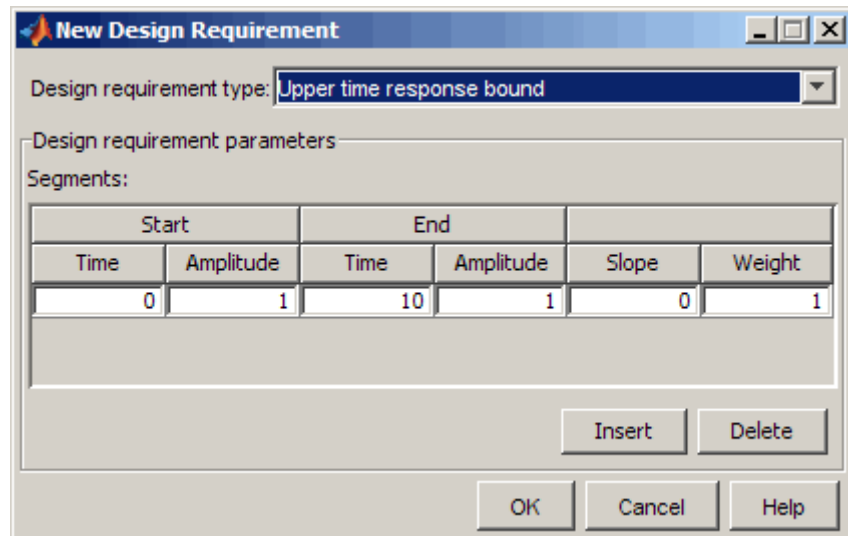 New Design Requirement
Design requirement type: Upper time response bound
Design requirement parameters
Segments:
Start End
Time Amplitude Time Amplitude Slope Weight
0 1 10 1 0 1
Insert Delete
OK Cancel Help